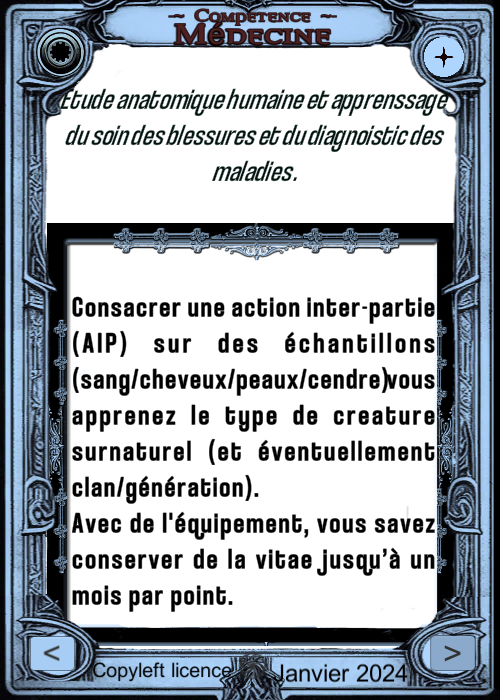 ~ Compétence ~
Médecine
Etude anatomique humaine et apprenssage
du soin des blessures et du diagnoistic des
maladies.
Consacrer une action inter-partie
(AIP) sur des échantillons
(sang/cheveux/peaux/cendre)vous
apprenez le type de creature
surnaturel (et éventuellement
clan/génération).
Avec de l'équipement, vous savez
conserver de la vitae jusqu'à un
mois par point.
< >
Copyleft licence Janvier 2024